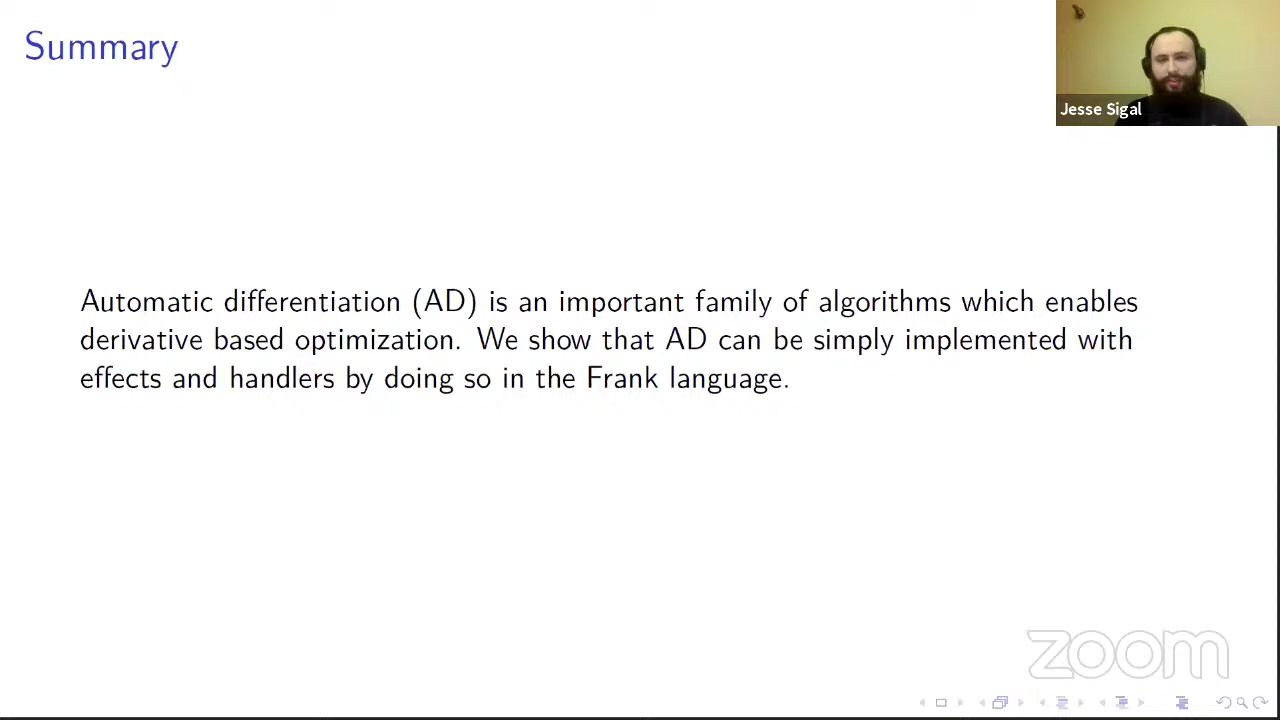 Summary
Jesse Sigal
Automatic differentiation (AD) is an important family of algorithms which enables
derivative based optimization. We show that AD can be simply implemented with
effects and handlers by doing so in the Frank language.
zoom